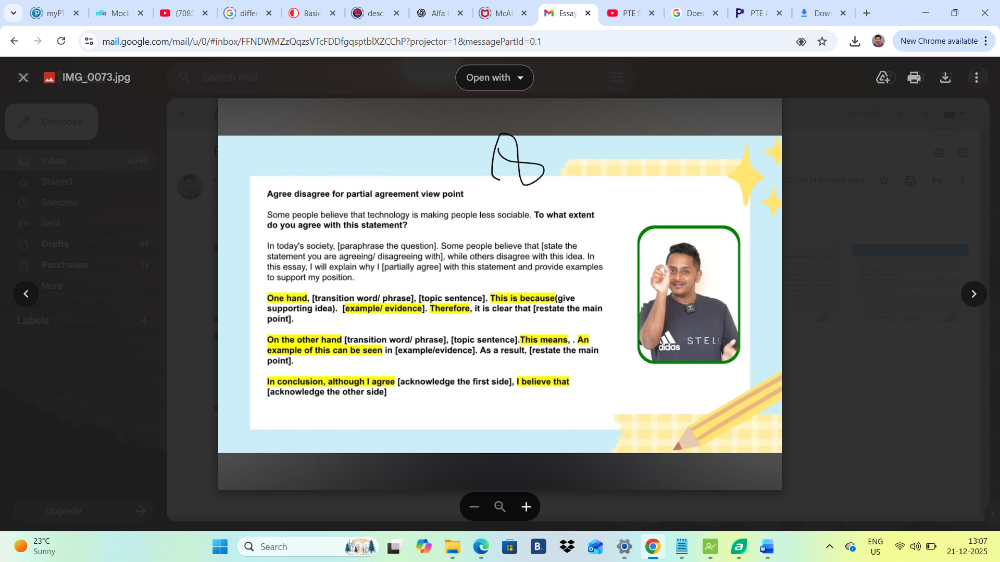 myPT
Mock
(7085
differ
Basic
desc-
Alfa
McAf
Essay
PTE S
Does
PTE A
Dow
mail.google.com/mail/u/0/#inbox/FFNDWMZzQqzsVTcFDDfgqsptblXZCChP?projector=1&messagePartId=0.1
New Chrome available
IMG_0073.jpg
Search mail
Open with
Compose
2 of 11,688
Inbox 8,340
Starred
:02 PM (4 minutes ago)
Snoozed
Sent
Drafts 49
Purchases 13
More
Labels
Upgrade
Agree disagree for partial agreement view point
Some people believe that technology is making people less sociable. To what extent
do you agree with this statement?
In today's society, [paraphrase the question]. Some people believe that [state the
statement you are agreeing/ disagreeing with], while others disagree with this idea. In
this essay, I will explain why I [partially agree] with this statement and provide examples
to support my position.
One hand, [transition word/ phrase], [topic sentence]. This is because(give
supporting idea). [example/ evidence]. Therefore, it is clear that [restate the main
point].
On the other hand [transition word/ phrase], [topic sentence].This means, . An
example of this can be seen in [example/evidence]. As a result, [restate the main
point].
In conclusion, although I agree [acknowledge the first side], I believe that
[acknowledge the other side]
adidas STELL
23°C
Sunny
Search
B.
ENG
US
13:07
21-12-2025